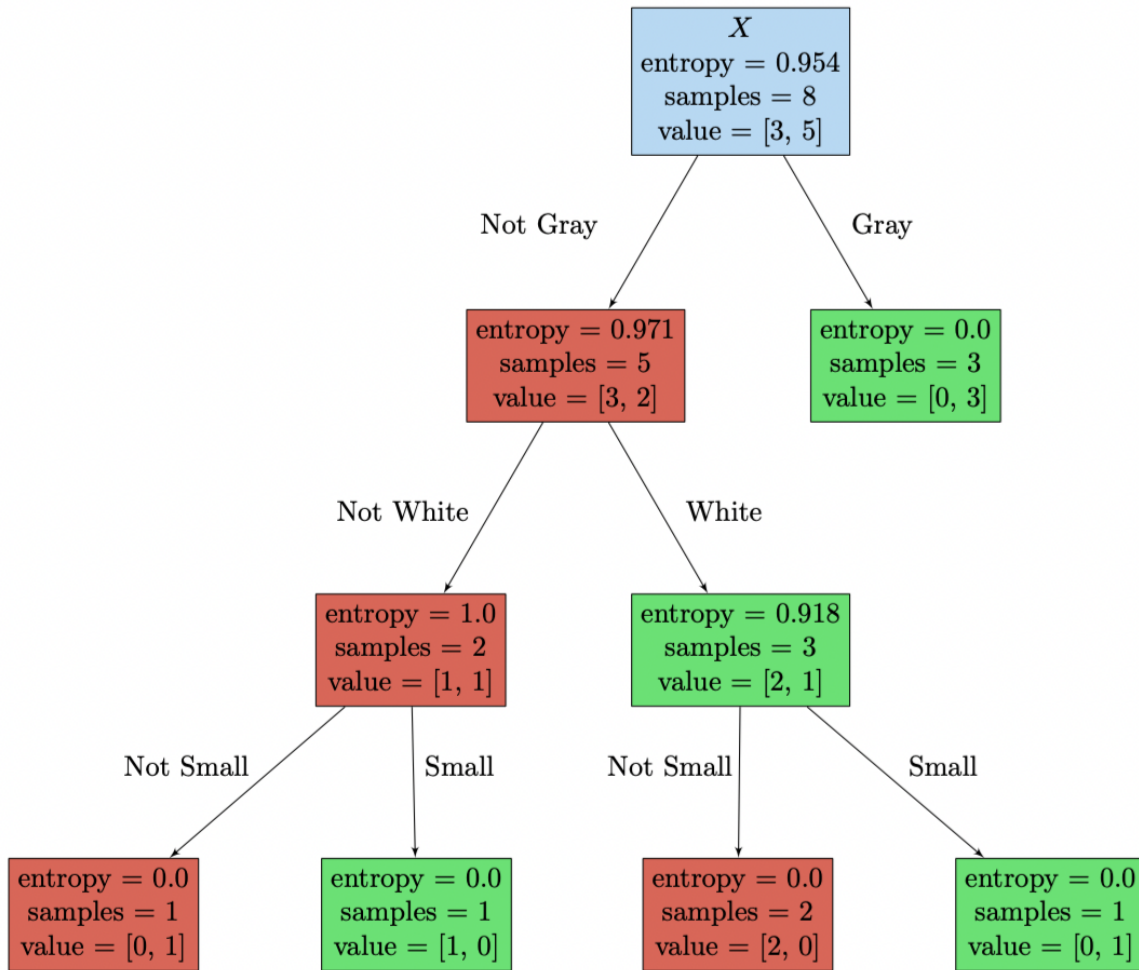 X
entropy = 0.954
samples = 8
value = [3, 5]
Not Gray
Gray
entropy = 0.971
samples = 5
value = [3, 2]
entropy = 0.0
samples = 3
value = [0, 3]
Not White
White
entropy = 1.0
samples = 2
value = [1, 1]
entropy = 0.918
samples = 3
value = [2, 1]
Not Small
Small
Not Small
Small
entropy = 0.0
samples = 1
value = [0, 1]
entropy = 0.0
samples = 1
value = [1, 0]
entropy = 0.0
samples = 2
value = [2, 0]
entropy = 0.0
samples = 1
value = [0, 1]